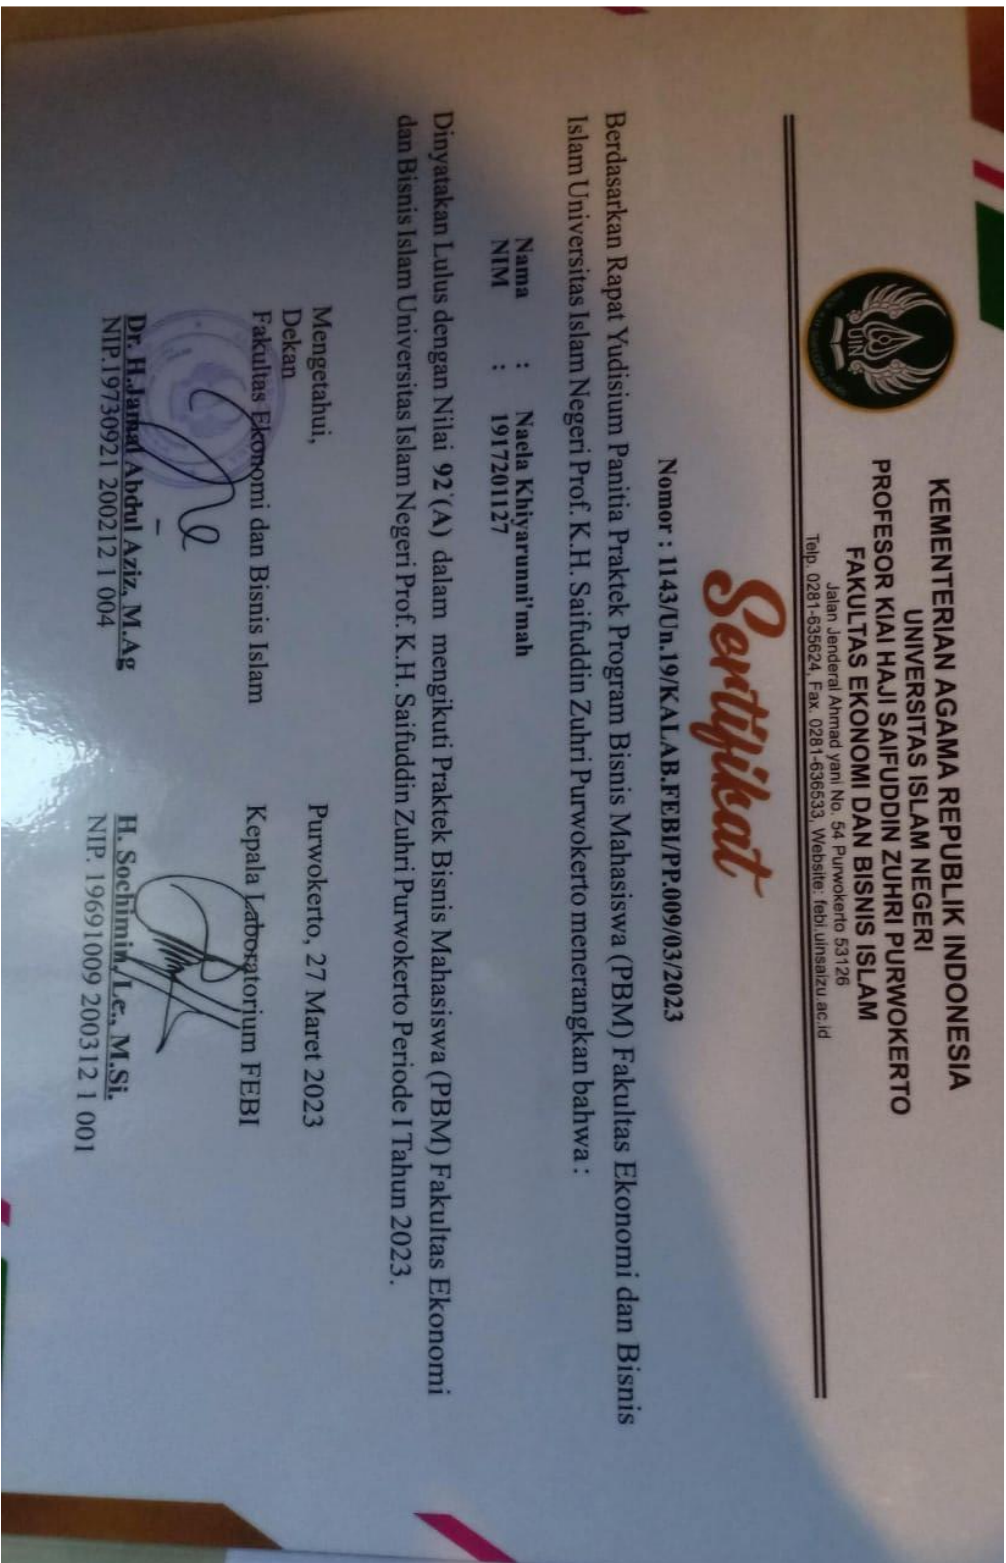 KEMENTERIAN AGAMA REPUBLIK INDONESIA
UNIVERSITAS ISLAM NEGERI
PROFESOR KIAI HAJI SAIFUDDIN ZUHRI PURWOKERTO
FAKULTAS EKONOMI DAN BISNIS ISLAM
Jalan Jenderal Ahmad yani No. 54 Purwokerto 53126
Telp. 0281-635624, Fax. 0281-636533, Website: febi.uinsaizu.ac.id
UIN
Sertifikat
Nomor : 1143/Un.19/KALAB.FEBI/PP.009/03/2023
Berdasarkan Rapat Yudisium Panitia Praktek Program Bisnis Mahasiswa (PBM) Fakultas Ekonomi dan Bisnis
Islam Universitas Islam Negeri Prof. K.H. Saifuddin Zuhri Purwokerto menerangkan bahwa :
Nama : Naela Khiyarunni'mah
NIM : 1917201127
Dinyatakan Lulus dengan Nilai 92 (A) dalam mengikuti Praktek Bisnis Mahasiswa (PBM) Fakultas Ekonomi
dan Bisnis Islam Universitas Islam Negeri Prof. K.H. Saifuddin Zuhri Purwokerto Periode I Tahun 2023.
Mengetahui,
Dekan
Fakultas Ekonomi dan Bisnis Islam
Dr. H. Jamal Abdul Aziz, M.Ag
NIP.19730921 200212 1 004
Purwokerto, 27 Maret 2023
Kepala Laboratorium FEBI
H. Sochimin, Lc., M.Si.
NIP. 19691009 200312 1 001